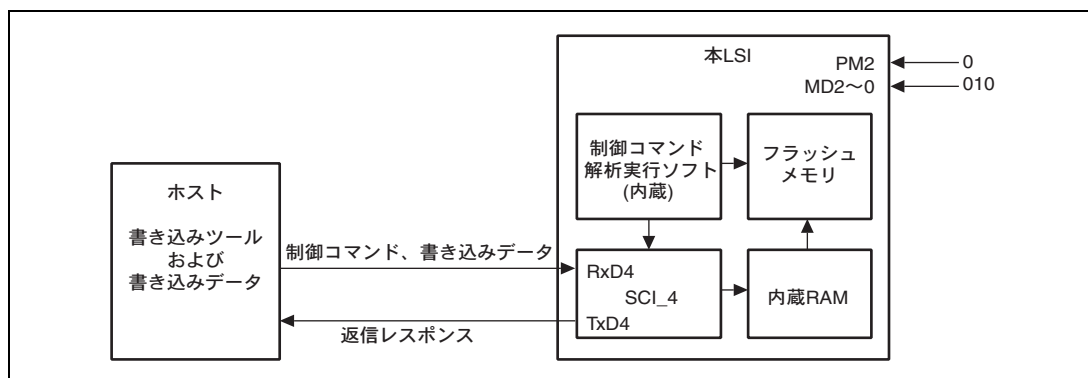 本LSI
PM2
0
MD2～0
010
制御コマンド
解析実行ソフト
(内蔵)
フラッシュ
メモリ
ホスト
書き込みツール
および
書き込みデータ
制御コマンド、書き込みデータ
RxD4
SCI_4
TxD4
内蔵RAM
返信レスポンス